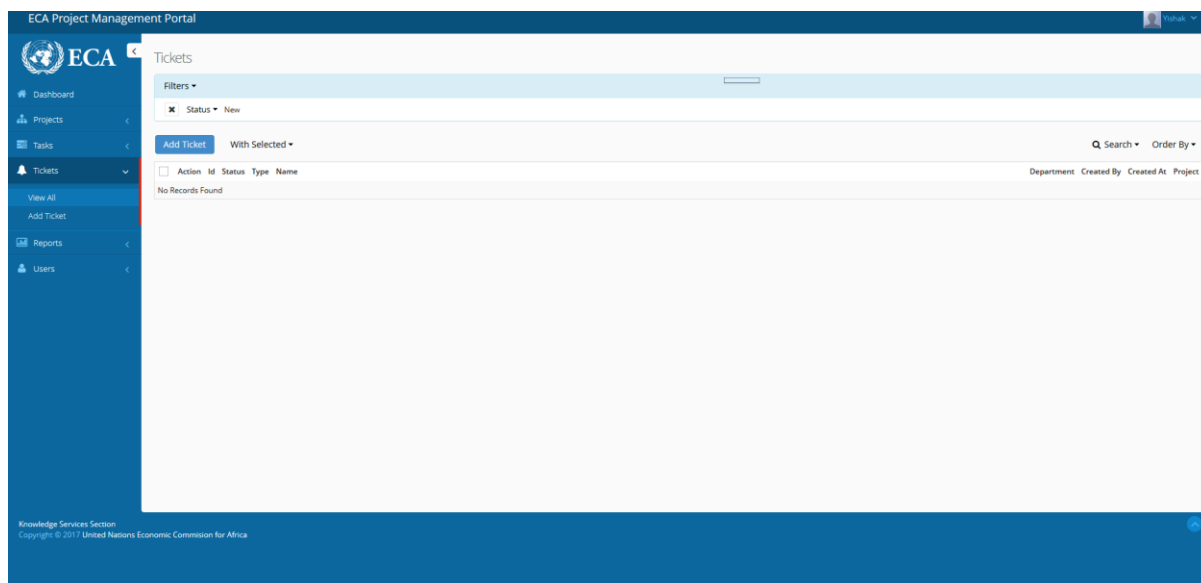 ECA Project Management Portal
Yishak
ECA
Tickets
Filters
Status New
Dashboard
Projects
Tasks
Tickets
View All
Add Ticket
Reports
Users
Add Ticket With Selected
Search Order By
Action Id Status Type Name Department Created By Created At Project
No Records Found
Knowledge Services Section
Copyright © 2017 United Nations Economic Commision for Africa